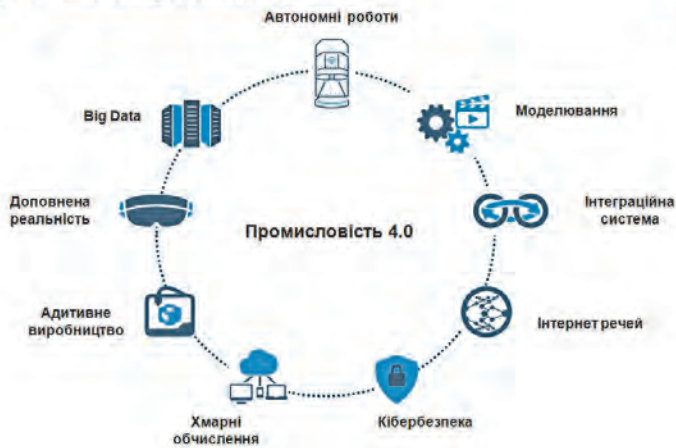 Автономні роботи
Big Data
Моделювання
Доповнена
реальність
Інтеграційна
система
Промисловість 4.0
Адитивне
виробництво
Інтернет речей
Хмарні
обчислення
Кібербезпека